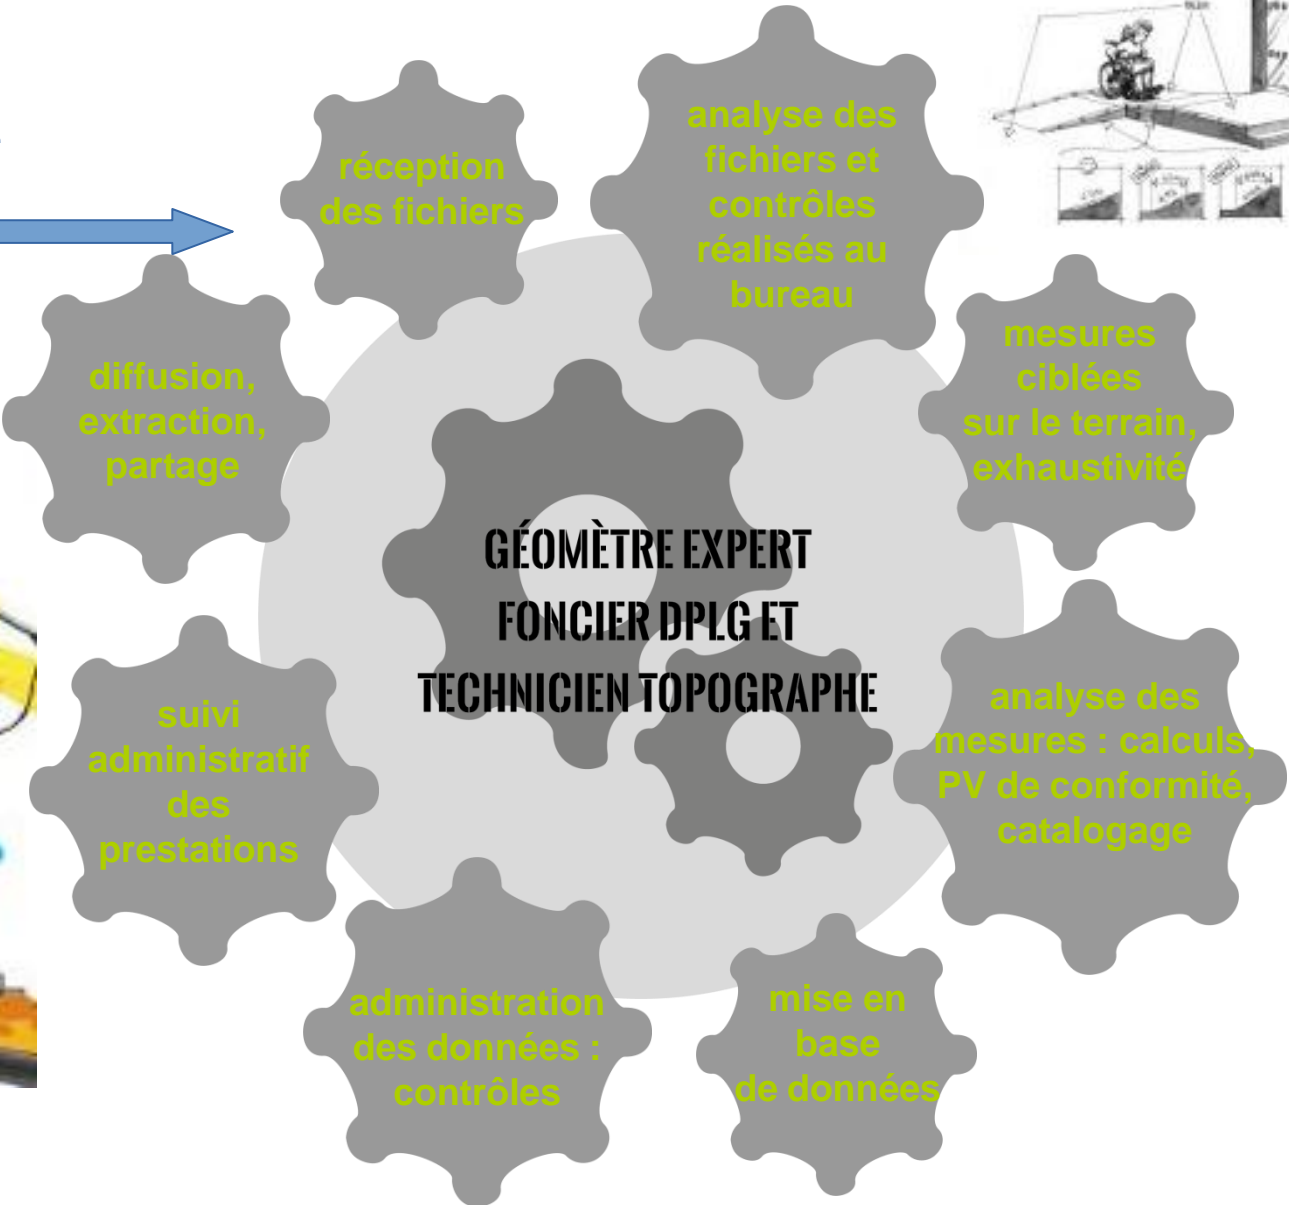 réception
des fichiers
analyse des
fichiers et
contrôles
réalisés au
bureau
mesures
ciblées
sur le terrain,
exhaustivité
analyse des
mesures : calculs,
PV de conformité,
catalogage
mise en
base
de données
administration
des données :
contrôles
suivi
administratif
des
prestations
diffusion,
extraction,
partage
GÉOMÈTRE EXPERT
FONCIER DPLG ET
TECHNICIEN TOPOGRAPHE